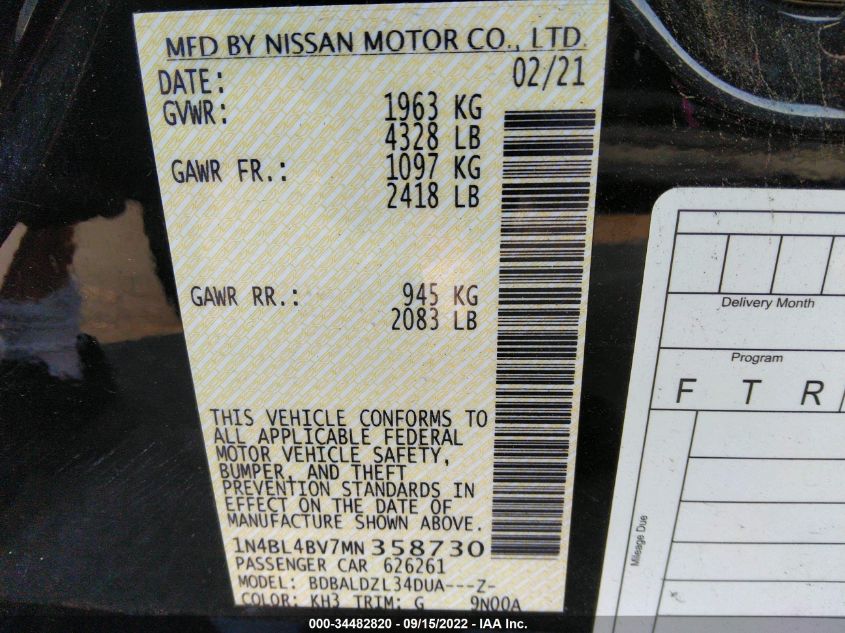 MFD BY NISSAN MOTOR CO., LTD.
DATE: 02/21
GVWR: 1963 KG
4328 LB
GAWR FR.: 1097 KG
2418 LB
GAWR RR.: 945 KG
2083 LB
THIS VEHICLE CONFORMS TO
ALL APPLICABLE FEDERAL
MOTOR VEHICLE SAFETY,
BUMPER, AND THEFT
PREVENTION STANDARDS IN
EFFECT ON THE DATE OF
MANUFACTURE SHOWN ABOVE.
1N4BL4BV7MN358730
PASSENGER CAR 626261
MODEL: BDBALDZL34DUA---Z-
COLOR: KH3 TRIM: G 9N00A
Delivery Month
Program
F T R
Mileage Due
000-34482820 - 09/15/2022 - IAA Inc.